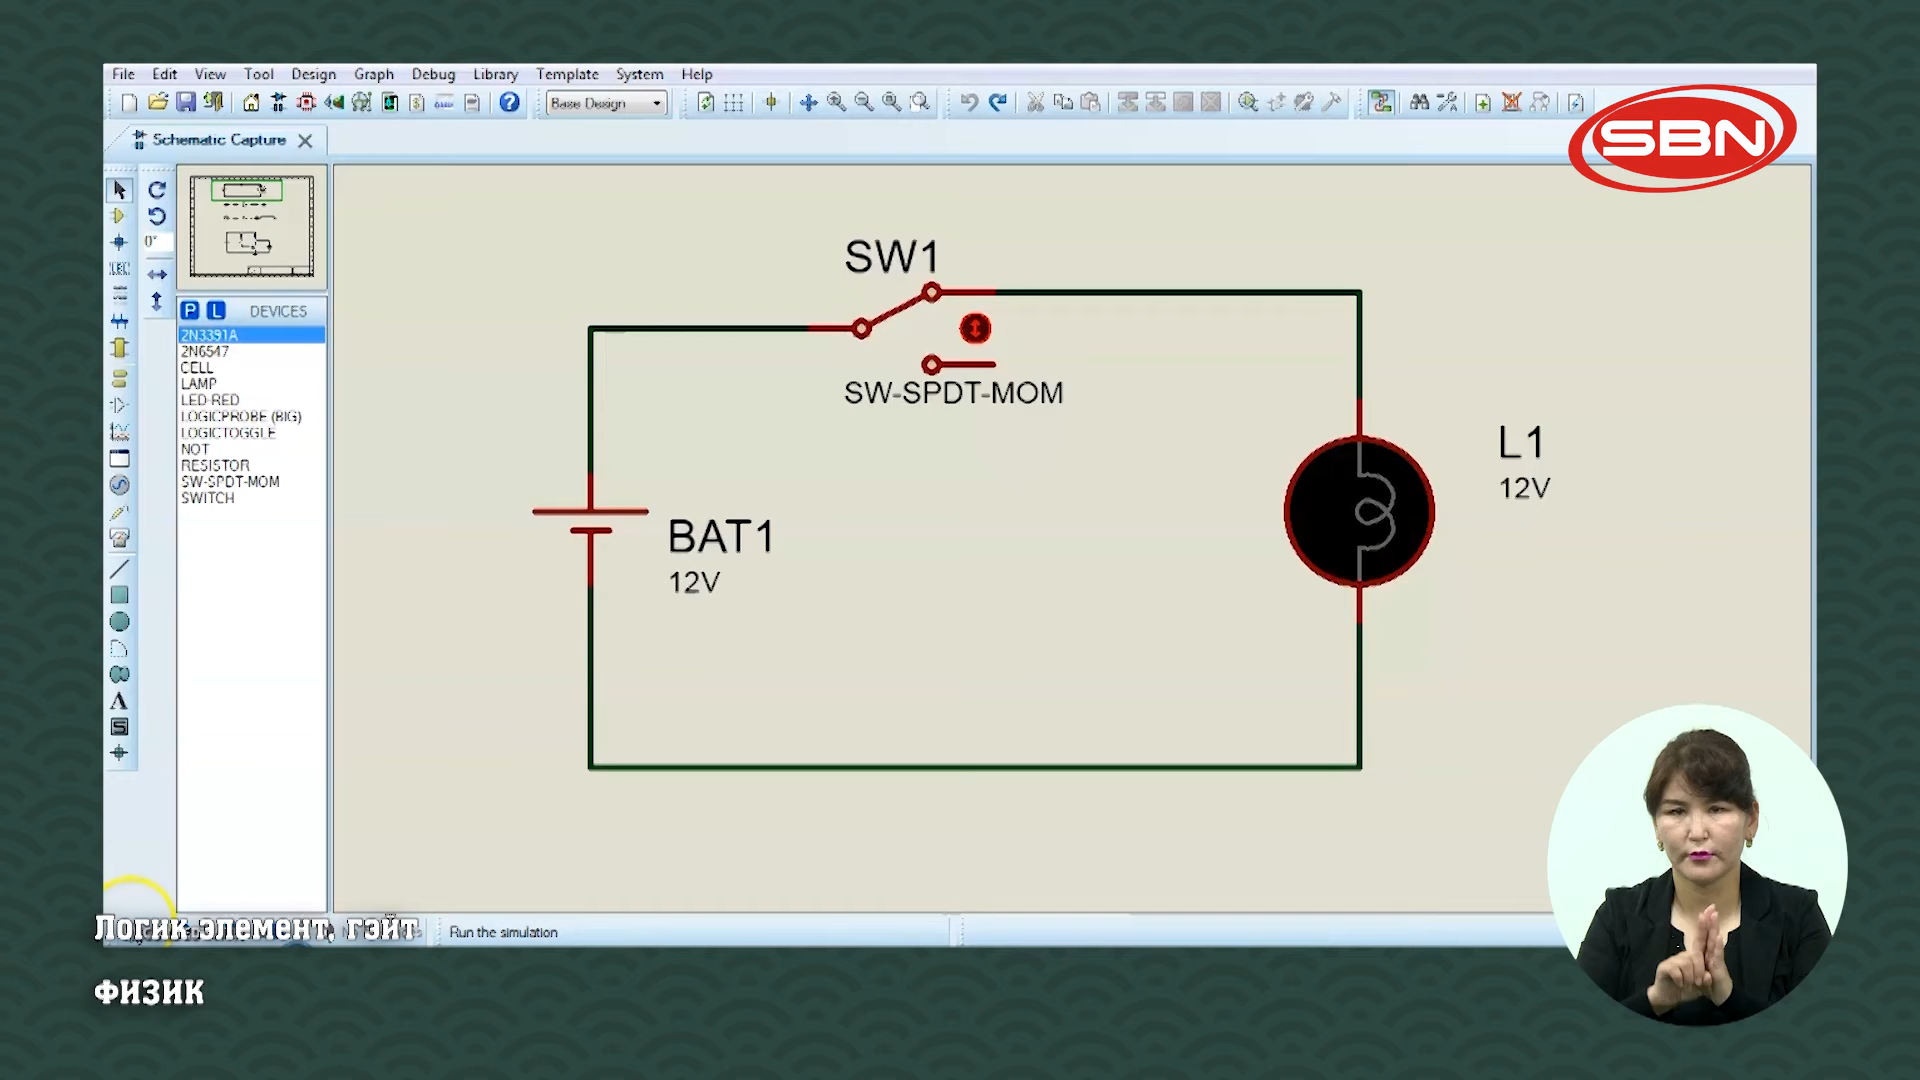 File Edit View Tool Design Graph Debug Library Template System Help
Base Design
SBN
Schematic Capture
0°
P L DEVICES
2N3391A
2N6547
CELL
LAMP
LED-RED
LOGICPROBE (BIG)
LOGICTOGGLE
NOT
RESISTOR
SW-SPDT-MOM
SWITCH
SW1
SW-SPDT-MOM
L1
12V
BAT1
12V
Логик элемент, гэйт
Run the simulation
ФИЗИК